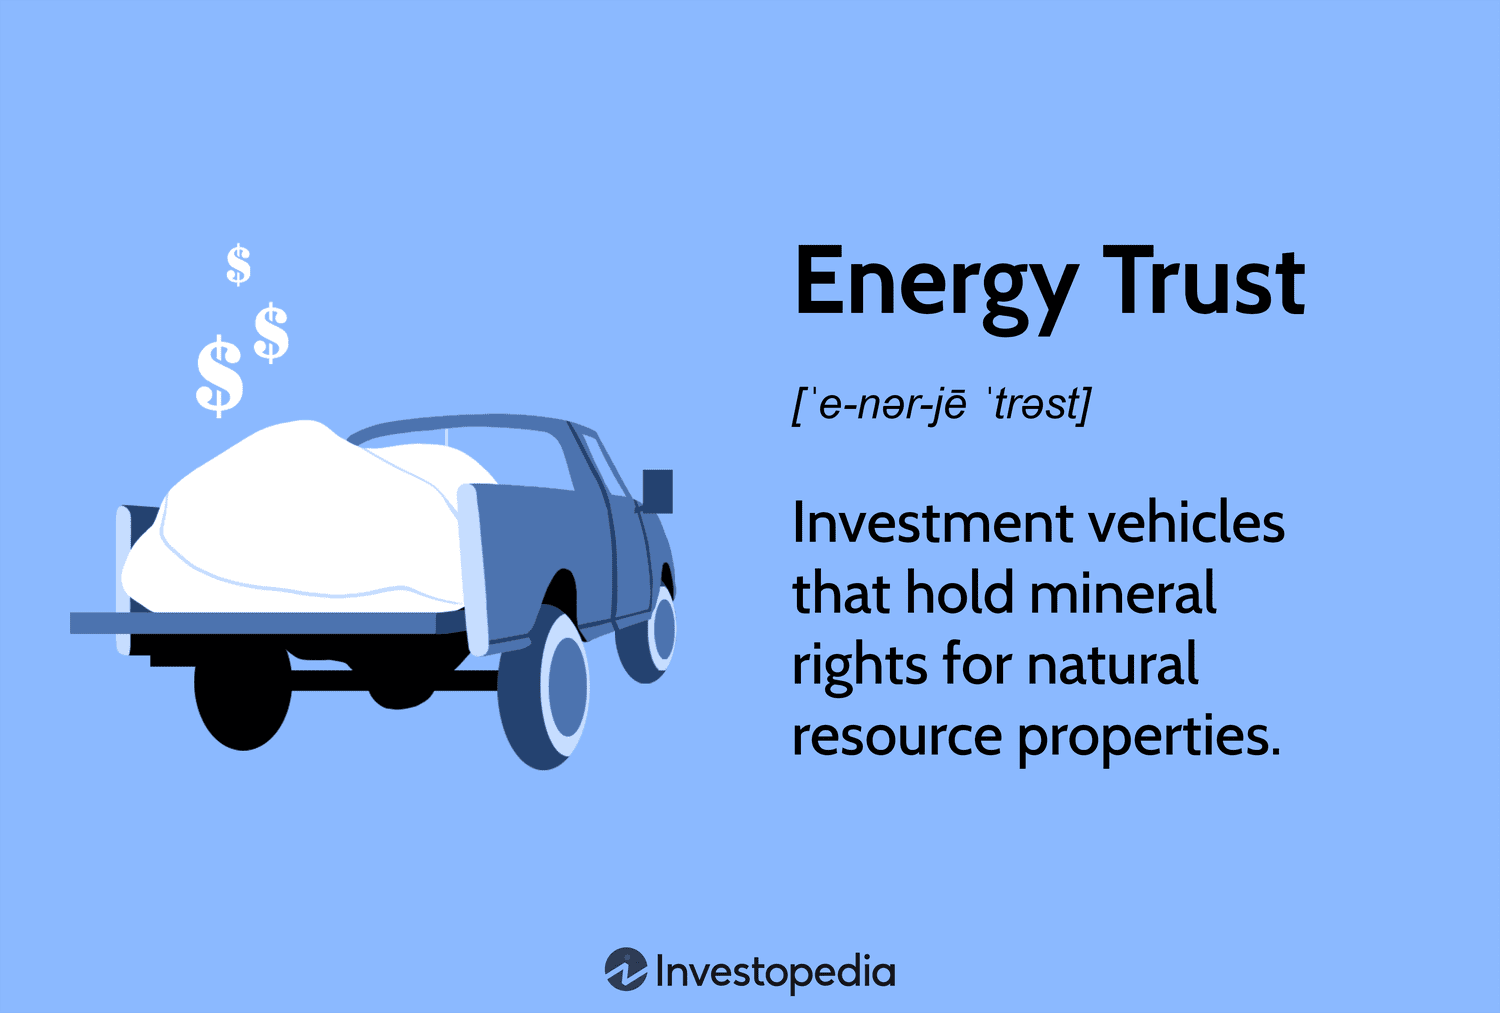 $
$
$
Energy Trust
[ˈe-nər-jē ˈtrəst]
Investment vehicles
that hold mineral
rights for natural
resource properties.
Investopedia